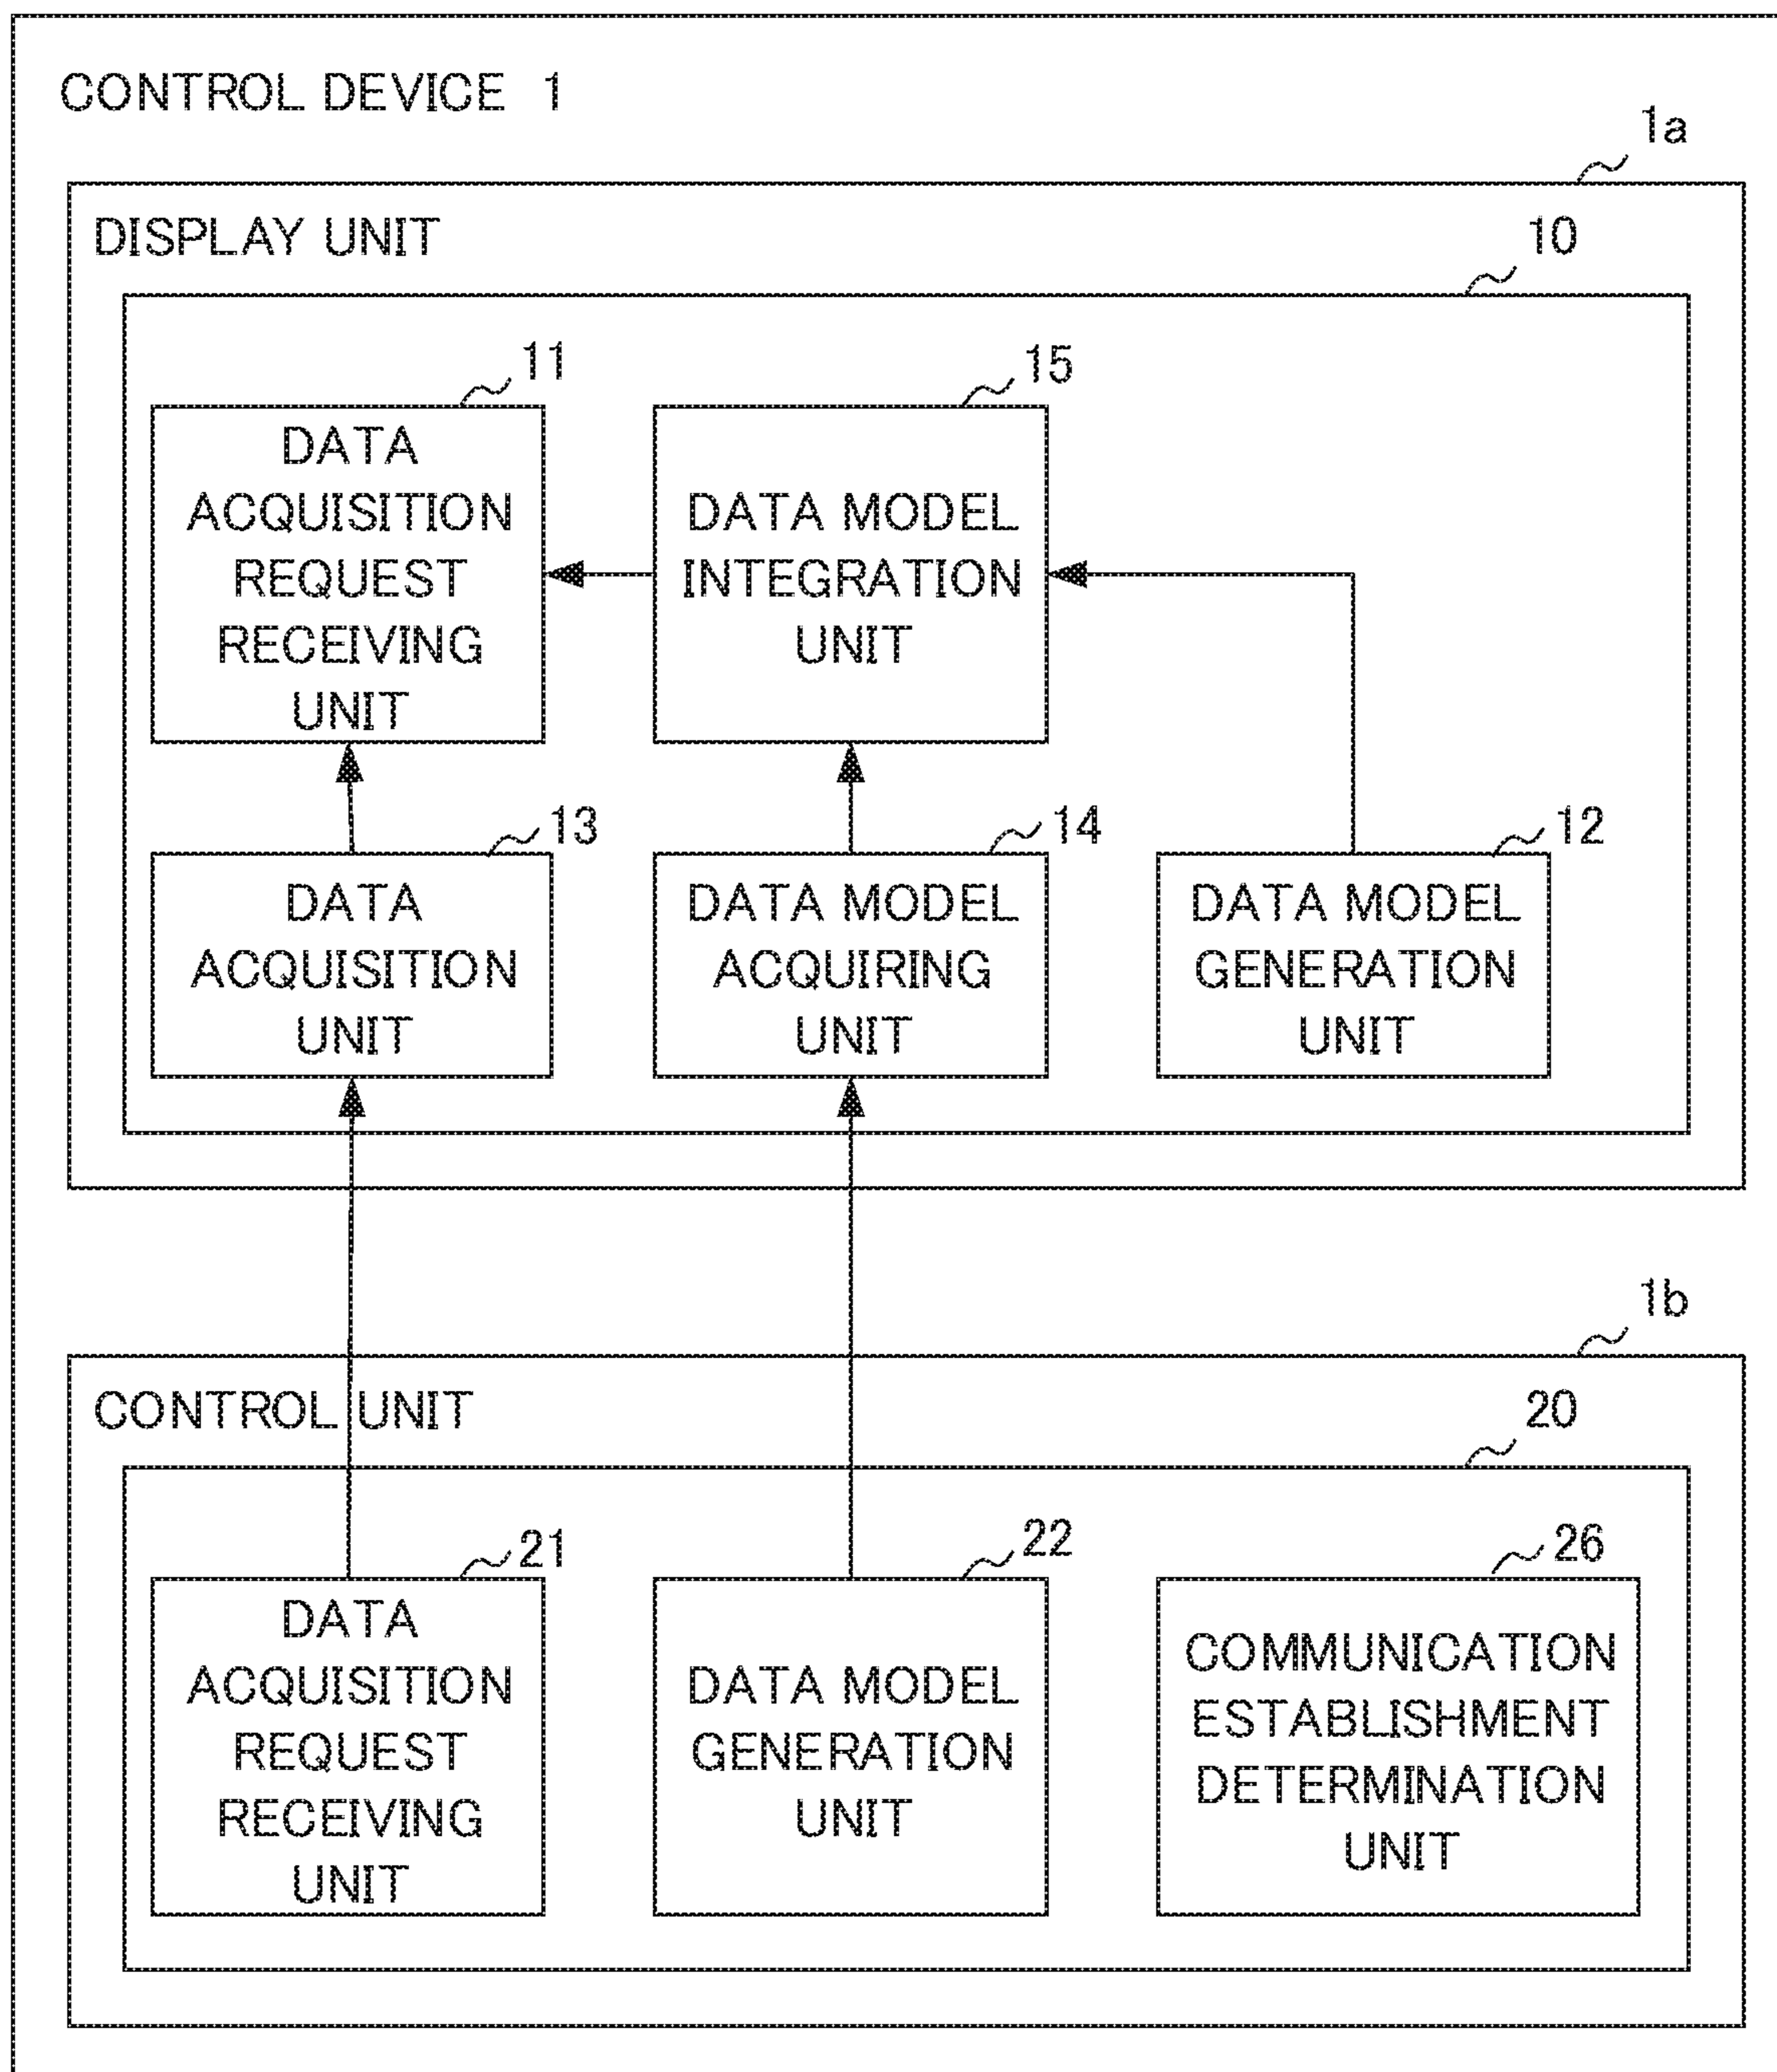 CONTROL DEVICE 1
1a
DISPLAY UNIT
10
11
DATA
ACQUISITION
REQUEST
RECEIVING
UNIT
15
DATA MODEL
INTEGRATION
UNIT
13
DATA
ACQUISITION
UNIT
14
DATA MODEL
ACQUIRING
UNIT
12
DATA MODEL
GENERATION
UNIT
1b
CONTROL UNIT
20
21
DATA
ACQUISITION
REQUEST
RECEIVING
UNIT
22
DATA MODEL
GENERATION
UNIT
26
COMMUNICATION
ESTABLISHMENT
DETERMINATION
UNIT